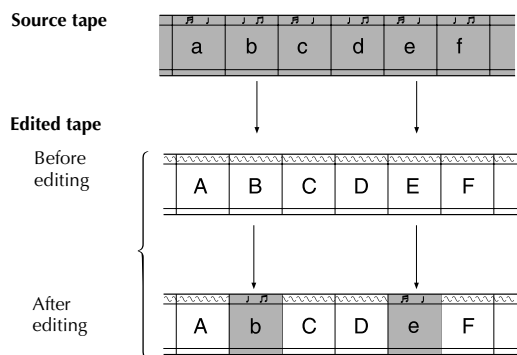 Source tape
a b c d e f
Edited tape
Before
editing
A B C D E F
After
editing
A b C D e F